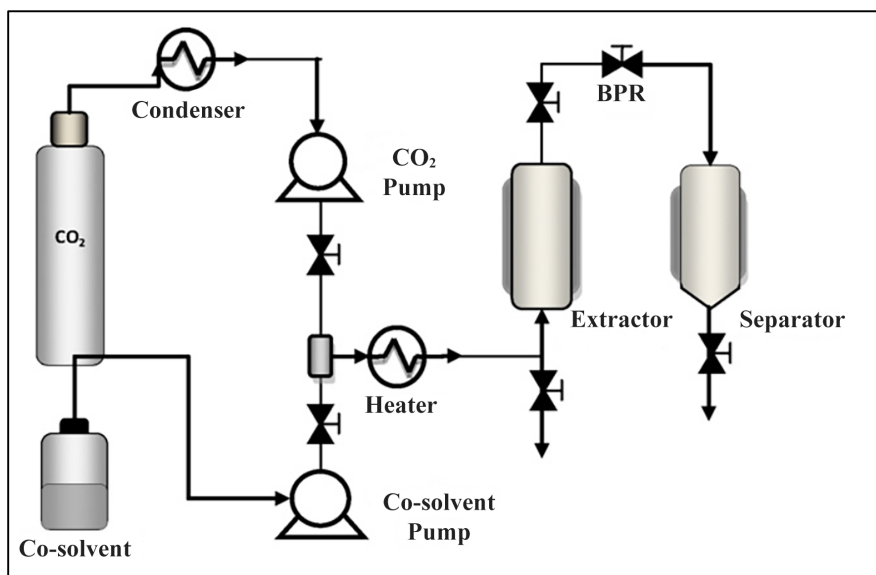 Condenser
BPR
CO₂
Pump
CO₂
Extractor
Separator
Heater
Co-solvent
Pump
Co-solvent